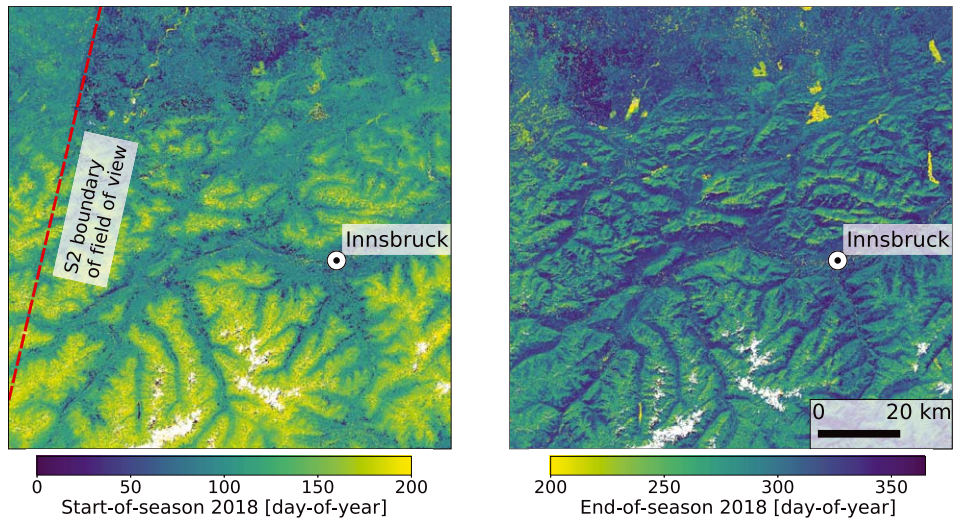 S2 boundary
of field of view
Innsbruck
0 50 100 150 200
Start-of-season 2018 [day-of-year]
Innsbruck
0 20 km
200 250 300 350
End-of-season 2018 [day-of-year]